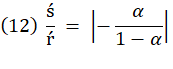 (12) ś/ŕ = |−α/(1 − α)|